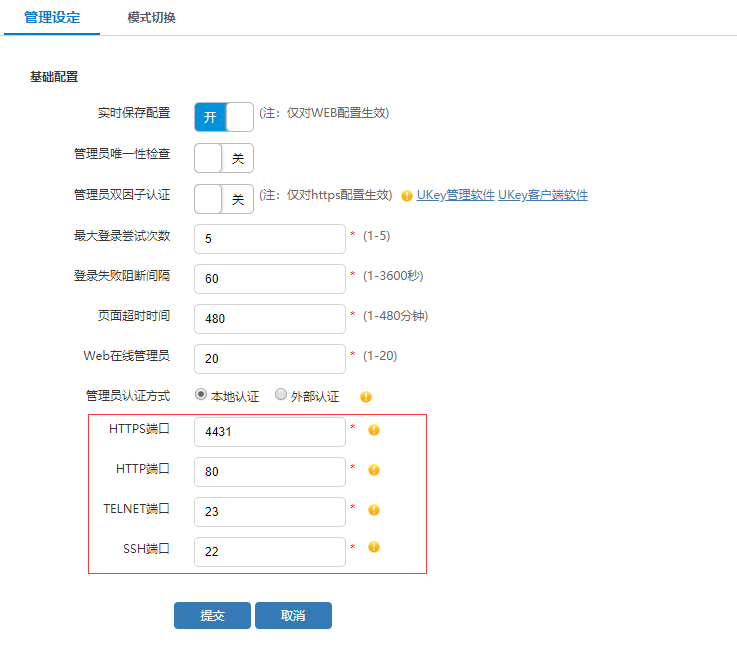 管理设定 模式切换
基础配置
实时保存配置 开 (注: 仅对WEB配置生效)
管理员唯一性检查 关
管理员双因子认证 关 (注: 仅对https配置生效) UKey管理软件 UKey客户端软件
最大登录尝试次数 5 * (1-5)
登录失败阻断间隔 60 * (1-3600秒)
页面超时时间 480 * (1-480分钟)
Web在线管理员 20 * (1-20)
管理员认证方式 本地认证 外部认证
HTTPS端口 4431 *
HTTP端口 80 *
TELNET端口 23 *
SSH端口 22 *
提交 取消